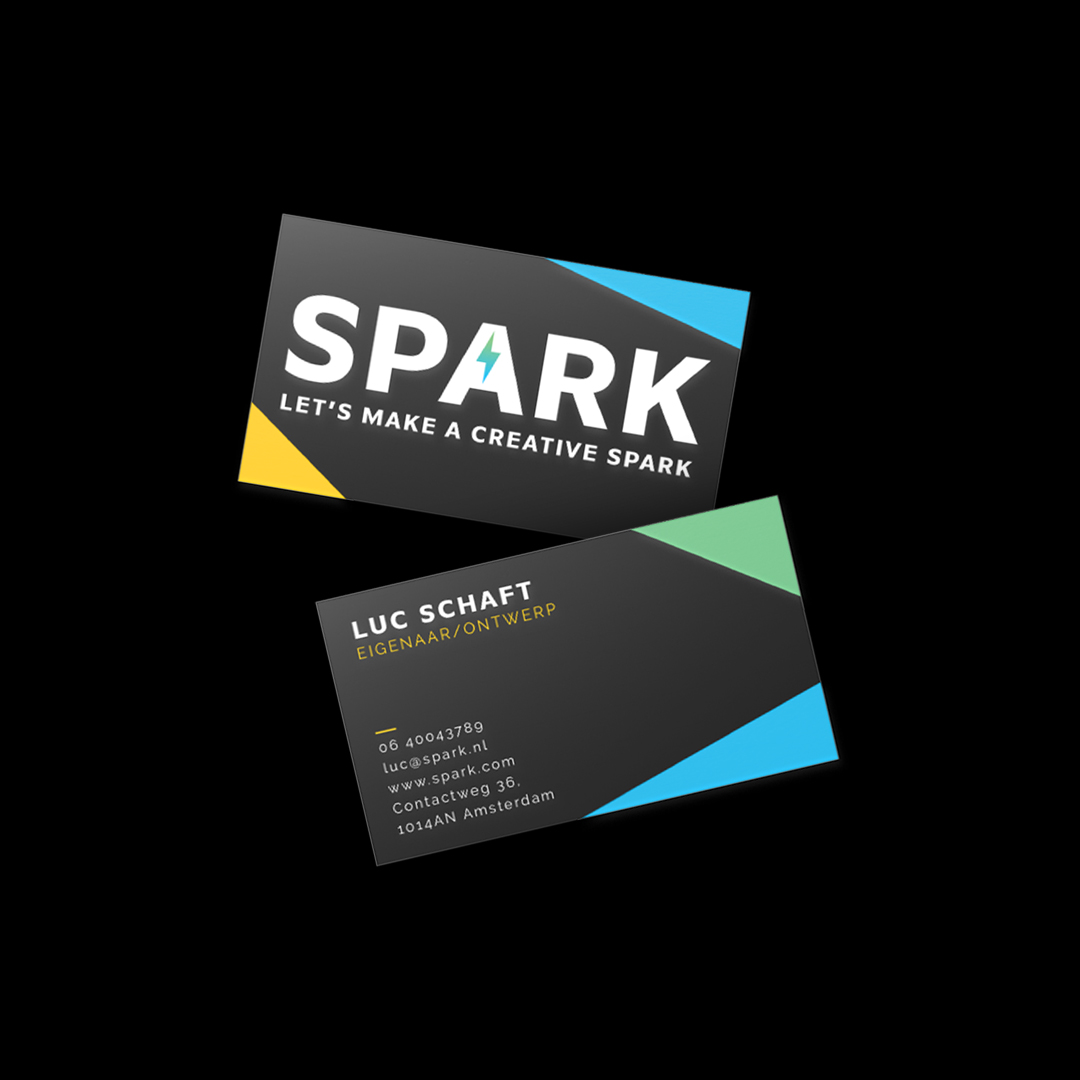 SPARK
LET'S MAKE A CREATIVE SPARK
LUC SCHAFT
EIGENAAR/ONTWERP
06 40043789
luc@spark.nl
www.spark.com
Contactweg 36,
1014AN Amsterdam